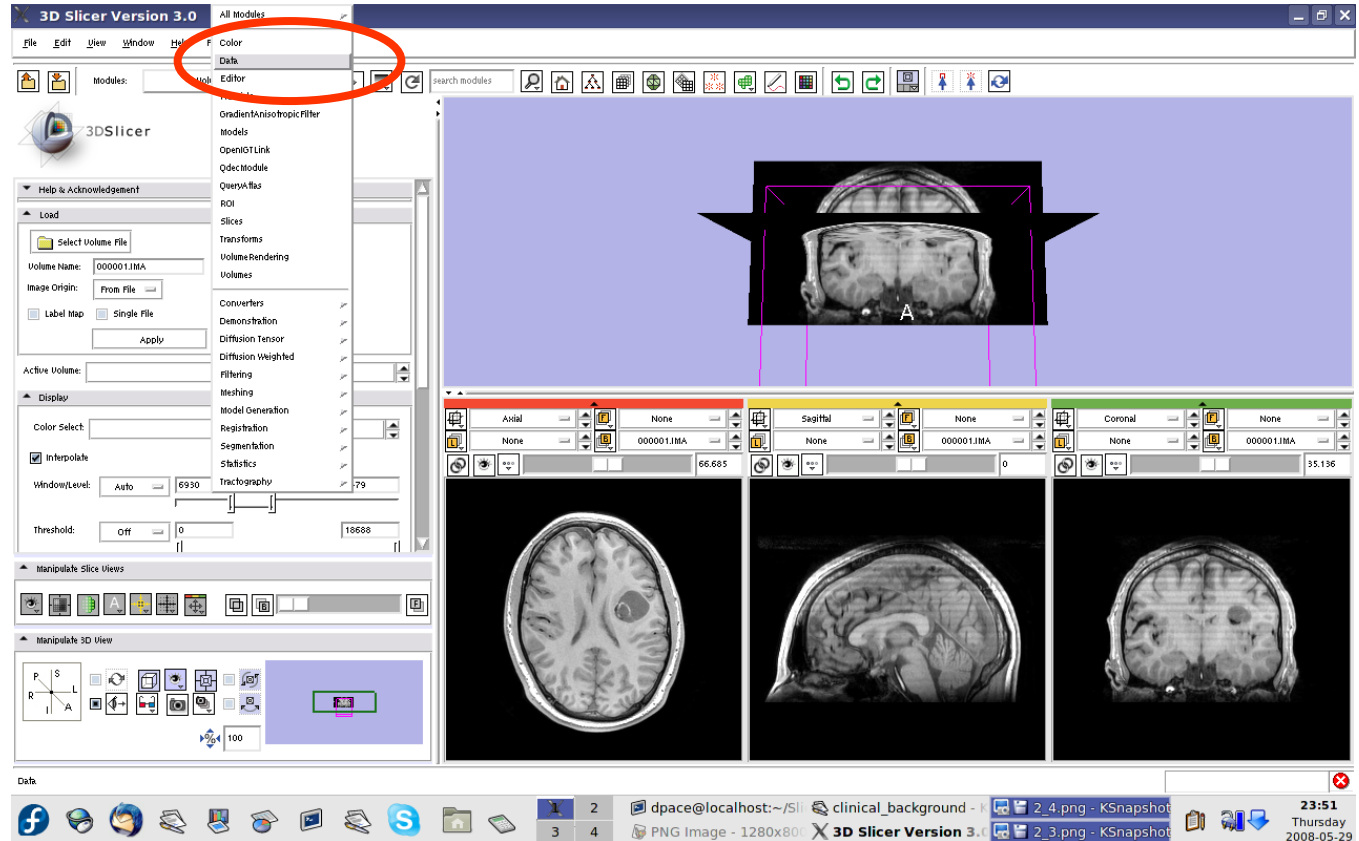 3D Slicer Version 3.0
File Edit View Window
All Modules
Color
Data
Editor
GradientAnisotropicFilter
Models
OpenIGTLink
QdecModule
QueryAtlas
ROI
Slices
Transforms
VolumeRendering
Volumes
Converters
Demonstration
Diffusion Tensor
Diffusion Weighted
Filtering
Meshing
Model Generation
Registration
Segmentation
Statistics
Tractography
Modules:
search modules
3DSlicer
Help & Acknowledgement
Load
Select Volume File
Volume Name: 000001.IMA
Image Origin: From File
Label Map Single File
Apply
Active Volume:
Display
Color Select:
Interpolate
Window/Level: Auto 6930
Threshold: Off 0 18688
Manipulate Slice Views
A
F
Manipulate 3D View
P S
R L
I A
% 100
A
Axial F None
L None B 000001.IMA
66.685
Sagittal F None
L None B 000001.IMA
0
Coronal F None
L None B 000001.IMA
35.136
Data
1 2
3 4
dpace@localhost:~/Sli
clinical_background -
2_4.png - KSnapshot
PNG Image - 1280x800
3D Slicer Version 3.0
2_3.png - KSnapshot
23:51
Thursday
2008-05-29